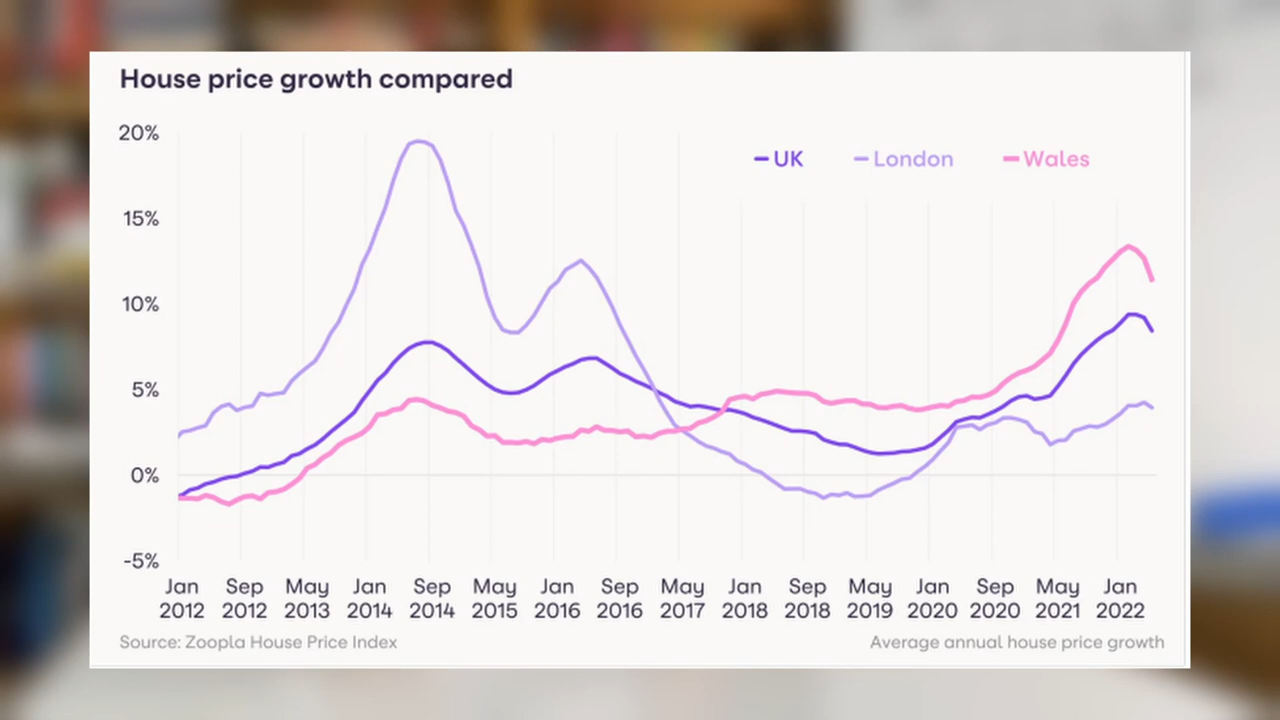 House price growth compared
UK London Wales
20%
15%
10%
5%
0%
-5%
Jan Sep May Jan Sep May Jan Sep May Jan Sep May Jan Sep May Jan
2012 2012 2013 2014 2014 2015 2016 2016 2017 2018 2018 2019 2020 2020 2021 2022
Source: Zoopla House Price Index Average annual house price growth